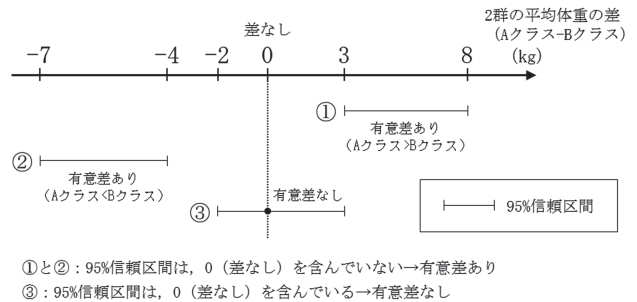 2群の平均体重の差
（Aクラス−Bクラス）
差なし
−7 −4 −2 0 3 8 (kg)
①
有意差あり
（Aクラス>Bクラス）
②
有意差あり
（Aクラス<Bクラス）
有意差なし
③
95%信頼区間
①と②：95%信頼区間は，0（差なし）を含んでいない→有意差あり
③：95%信頼区間は，0（差なし）を含んでいる→有意差なし